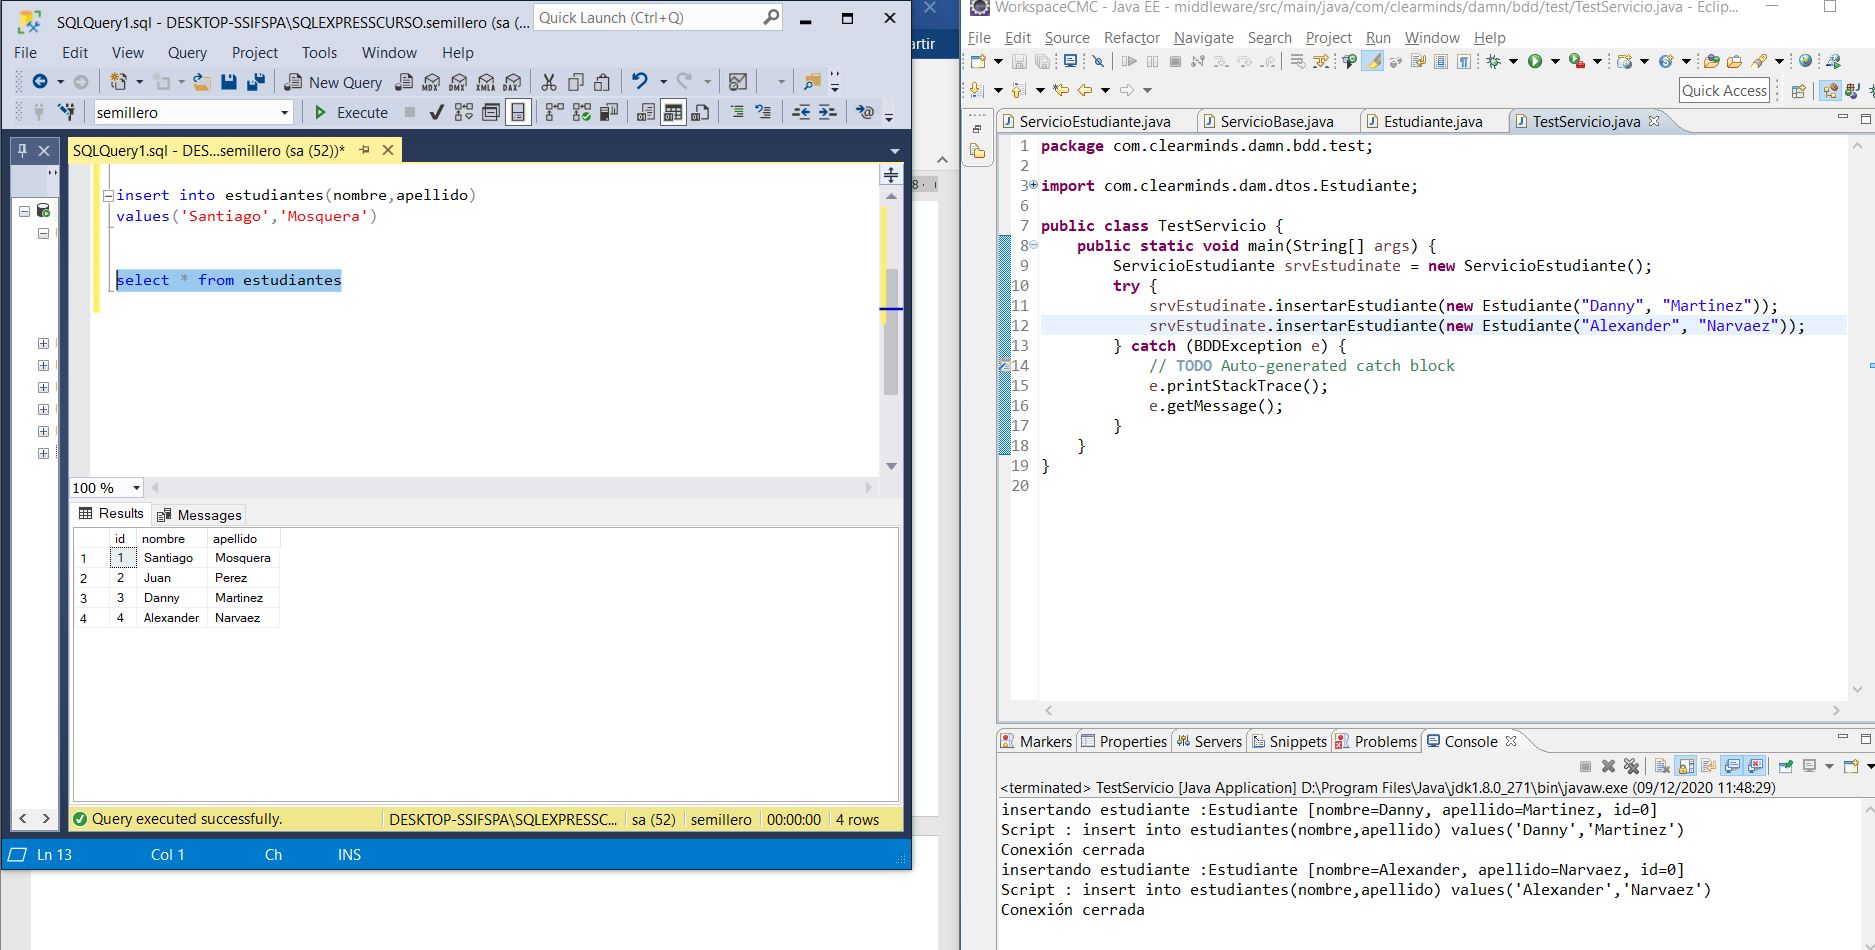 SQLQuery1.sql - DESKTOP-SSIFSPA\SQLEXPRESSCURSO.semillero (sa (...
Quick Launch (Ctrl+Q)
File Edit View Query Project Tools Window Help
New Query
MDX DMX XMLA DAX
semillero
Execute
SQLQuery1.sql - DES...semillero (sa (52))*
insert into estudiantes(nombre,apellido)
values('Santiago','Mosquera')
select * from estudiantes
100 %
Results Messages
id nombre apellido
1 1 Santiago Mosquera
2 2 Juan Perez
3 3 Danny Martinez
4 4 Alexander Narvaez
Query executed successfully.
DESKTOP-SSIFSPA\SQLEXPRESSC... sa (52) semillero 00:00:00 4 rows
Ln 13 Col 1 Ch INS
artir
8
WorkspaceCMC - Java EE - middleware/src/main/java/com/clearminds/damn/bdd/test/TestServicio.java - Eclip...
File Edit Source Refactor Navigate Search Project Run Window Help
Quick Access
ServicioEstudiante.java ServicioBase.java Estudiante.java TestServicio.java
1 package com.clearminds.damn.bdd.test;
2
3 import com.clearminds.dam.dtos.Estudiante;
6
7 public class TestServicio {
8 public static void main(String[] args) {
9 ServicioEstudiante srvEstudinate = new ServicioEstudiante();
10 try {
11 srvEstudinate.insertarEstudiante(new Estudiante("Danny", "Martinez"));
12 srvEstudinate.insertarEstudiante(new Estudiante("Alexander", "Narvaez"));
13 } catch (BDDException e) {
14 // TODO Auto-generated catch block
15 e.printStackTrace();
16 e.getMessage();
17 }
18 }
19 }
20
Markers Properties Servers Snippets Problems Console
<terminated> TestServicio [Java Application] D:\Program Files\Java\jdk1.8.0_271\bin\javaw.exe (09/12/2020 11:48:29)
insertando estudiante :Estudiante [nombre=Danny, apellido=Martinez, id=0]
Script : insert into estudiantes(nombre,apellido) values('Danny','Martinez')
Conexión cerrada
insertando estudiante :Estudiante [nombre=Alexander, apellido=Narvaez, id=0]
Script : insert into estudiantes(nombre,apellido) values('Alexander','Narvaez')
Conexión cerrada